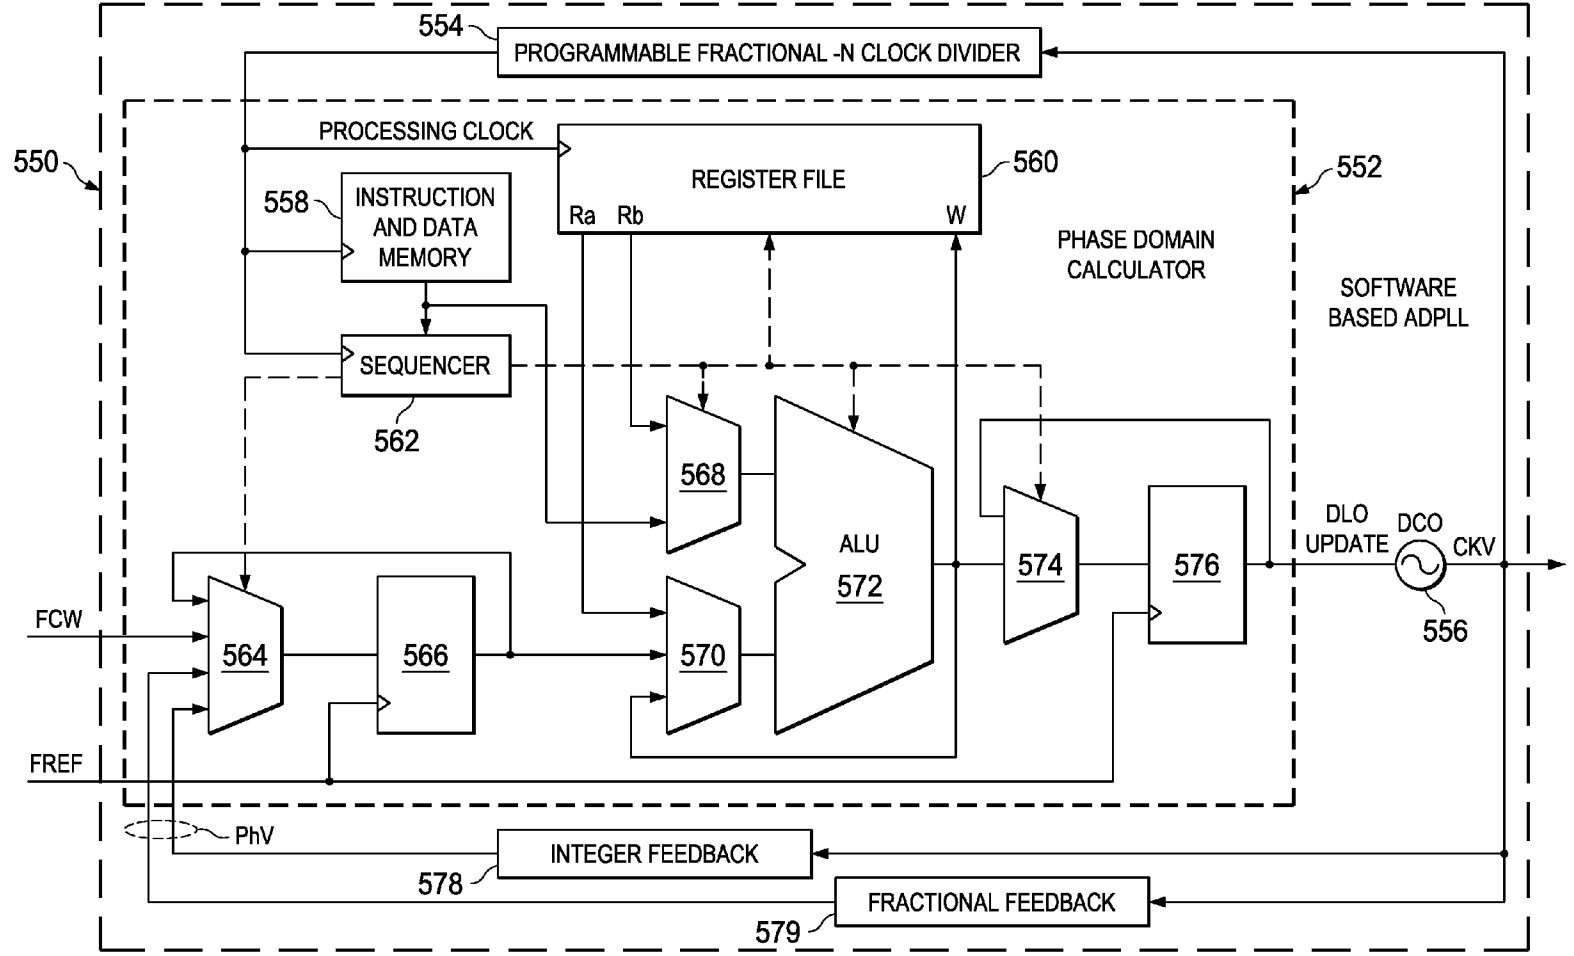 554
PROGRAMMABLE FRACTIONAL -N CLOCK DIVIDER
550
PROCESSING CLOCK
560
552
REGISTER FILE
558
INSTRUCTION
AND DATA
MEMORY
Ra
Rb
W
PHASE DOMAIN
CALCULATOR
SOFTWARE
BASED ADPLL
SEQUENCER
562
568
ALU
572
574
576
DLO
UPDATE
DCO
CKV
556
FCW
564
566
570
FREF
PhV
INTEGER FEEDBACK
578
FRACTIONAL FEEDBACK
579